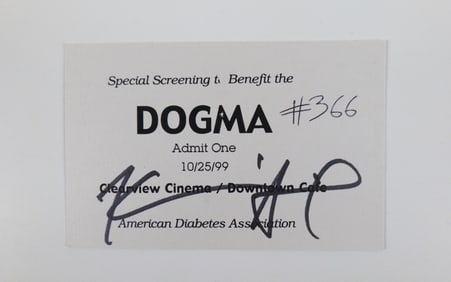 Special Screening to Benefit the
DOGMA #366
Admit One
10/25/99
Clearview Cinema / Downtown Cafe
American Diabetes Association